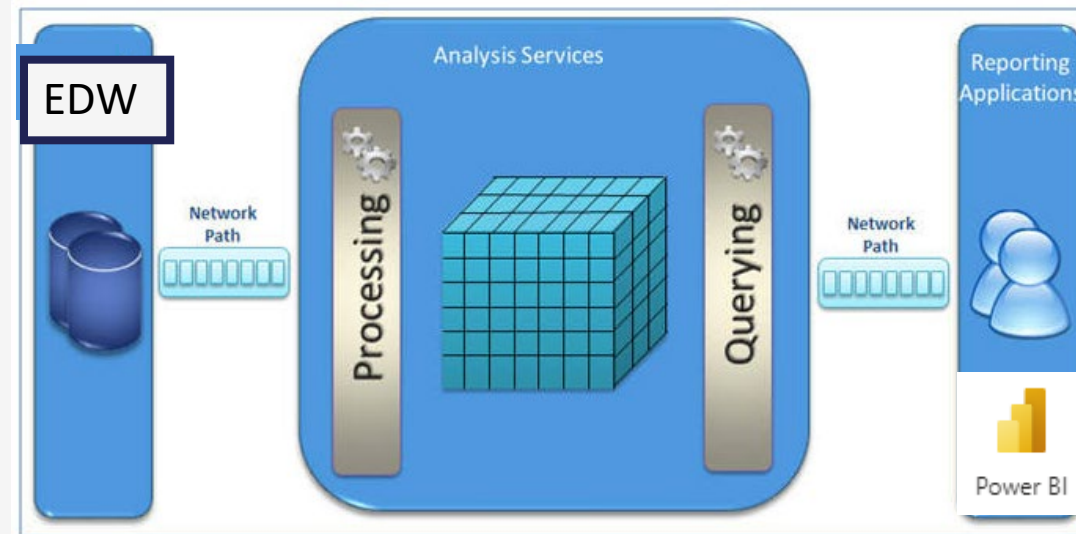 EDW
Network
Path
Analysis Services
Processing
Querying
Network
Path
Reporting
Applications
Power BI